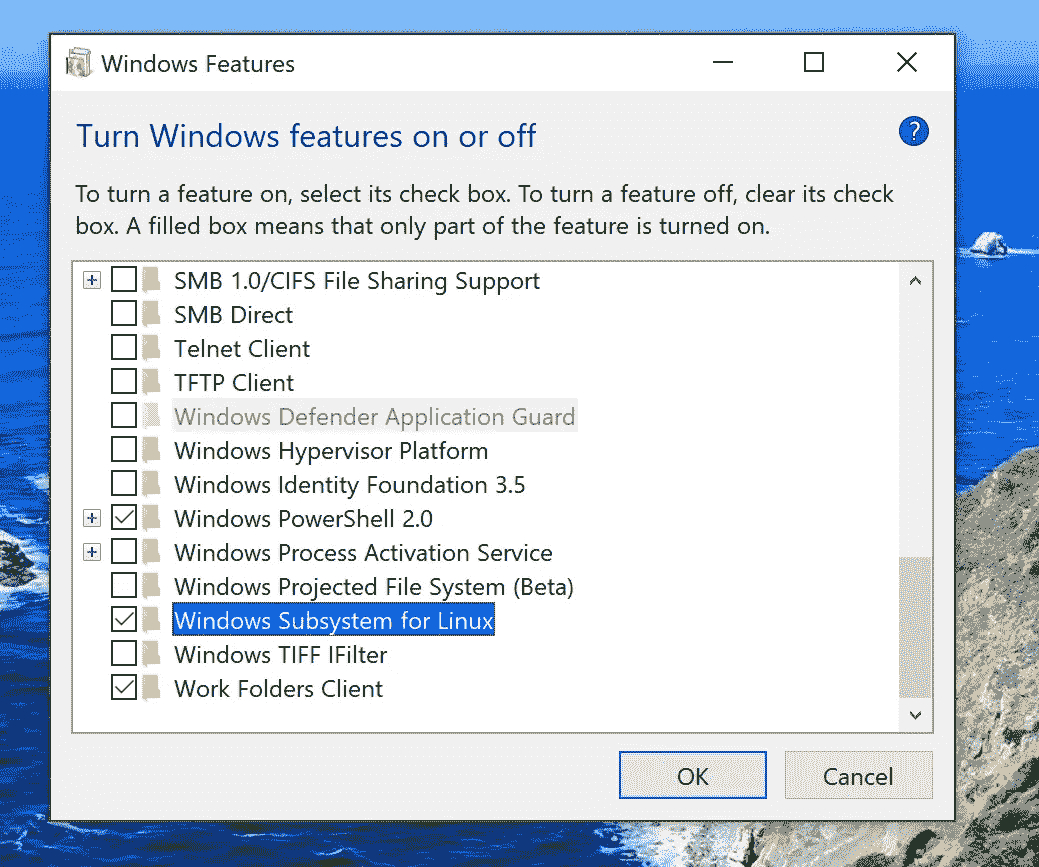 Windows Features
Turn Windows features on or off
?
To turn a feature on, select its check box. To turn a feature off, clear its check
box. A filled box means that only part of the feature is turned on.
SMB 1.0/CIFS File Sharing Support
SMB Direct
Telnet Client
TFTP Client
Windows Defender Application Guard
Windows Hypervisor Platform
Windows Identity Foundation 3.5
Windows PowerShell 2.0
Windows Process Activation Service
Windows Projected File System (Beta)
Windows Subsystem for Linux
Windows TIFF IFilter
Work Folders Client
OK
Cancel